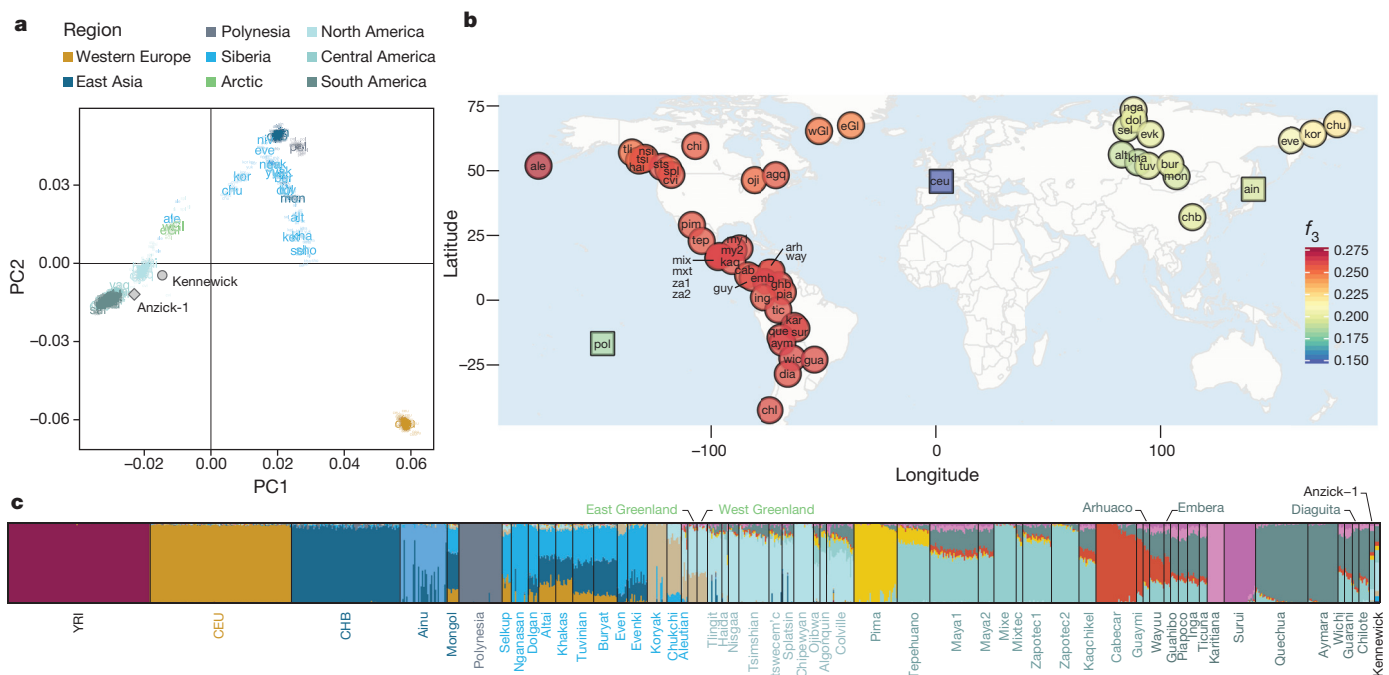 a
Region
Western Europe
East Asia
Polynesia
Siberia
Arctic
North America
Central America
South America
PC2
0.03
0.00
−0.03
−0.06
−0.02
0.00
0.02
0.04
0.06
PC1
niv
eve
pol
kor
chu
mon
alt
kha
ale
Kennewick
Anzick-1
b
Latitude
75
50
25
0
−25
−100
0
100
Longitude
nga
dol
sel
evk
chu
kor
eve
wGl
eGl
tli
nsl
tsi
hai
chi
sts
spl
cvi
ale
oji
agq
alt
kha
tuv
bur
mon
ceu
ain
chb
pim
tep
my1
my2
kaq
mix
mxt
za1
za2
arh
way
cab
emb
guy
ghb
pia
ing
tic
kar
que
sur
aym
wic
gua
dia
chl
pol
f3
0.275
0.250
0.225
0.200
0.175
0.150
c
East Greenland
West Greenland
Arhuaco
Embera
Anzick−1
Diaguita
YRI
CEU
CHB
Ainu
Mongol
Polynesia
Selkup
Nganasan
Dolgan
Altai
Khakas
Tuvinian
Buryat
Even
Evenki
Koryak
Chukchi
Aleutian
Tlingit
Haida
Nisgaa
Tsimshian
tswecem'c
Splatsin
Chipewyan
Ojibwa
Algonquin
Colville
Pima
Tepehuano
Maya1
Maya2
Mixe
Mixtec
Zapotec1
Zapotec2
Kaqchikel
Cabecar
Guaymi
Wayuu
Guahibo
Piapoco
Inga
Ticuna
Karitiana
Surui
Quechua
Aymara
Wichi
Guarani
Chilote
Kennewick